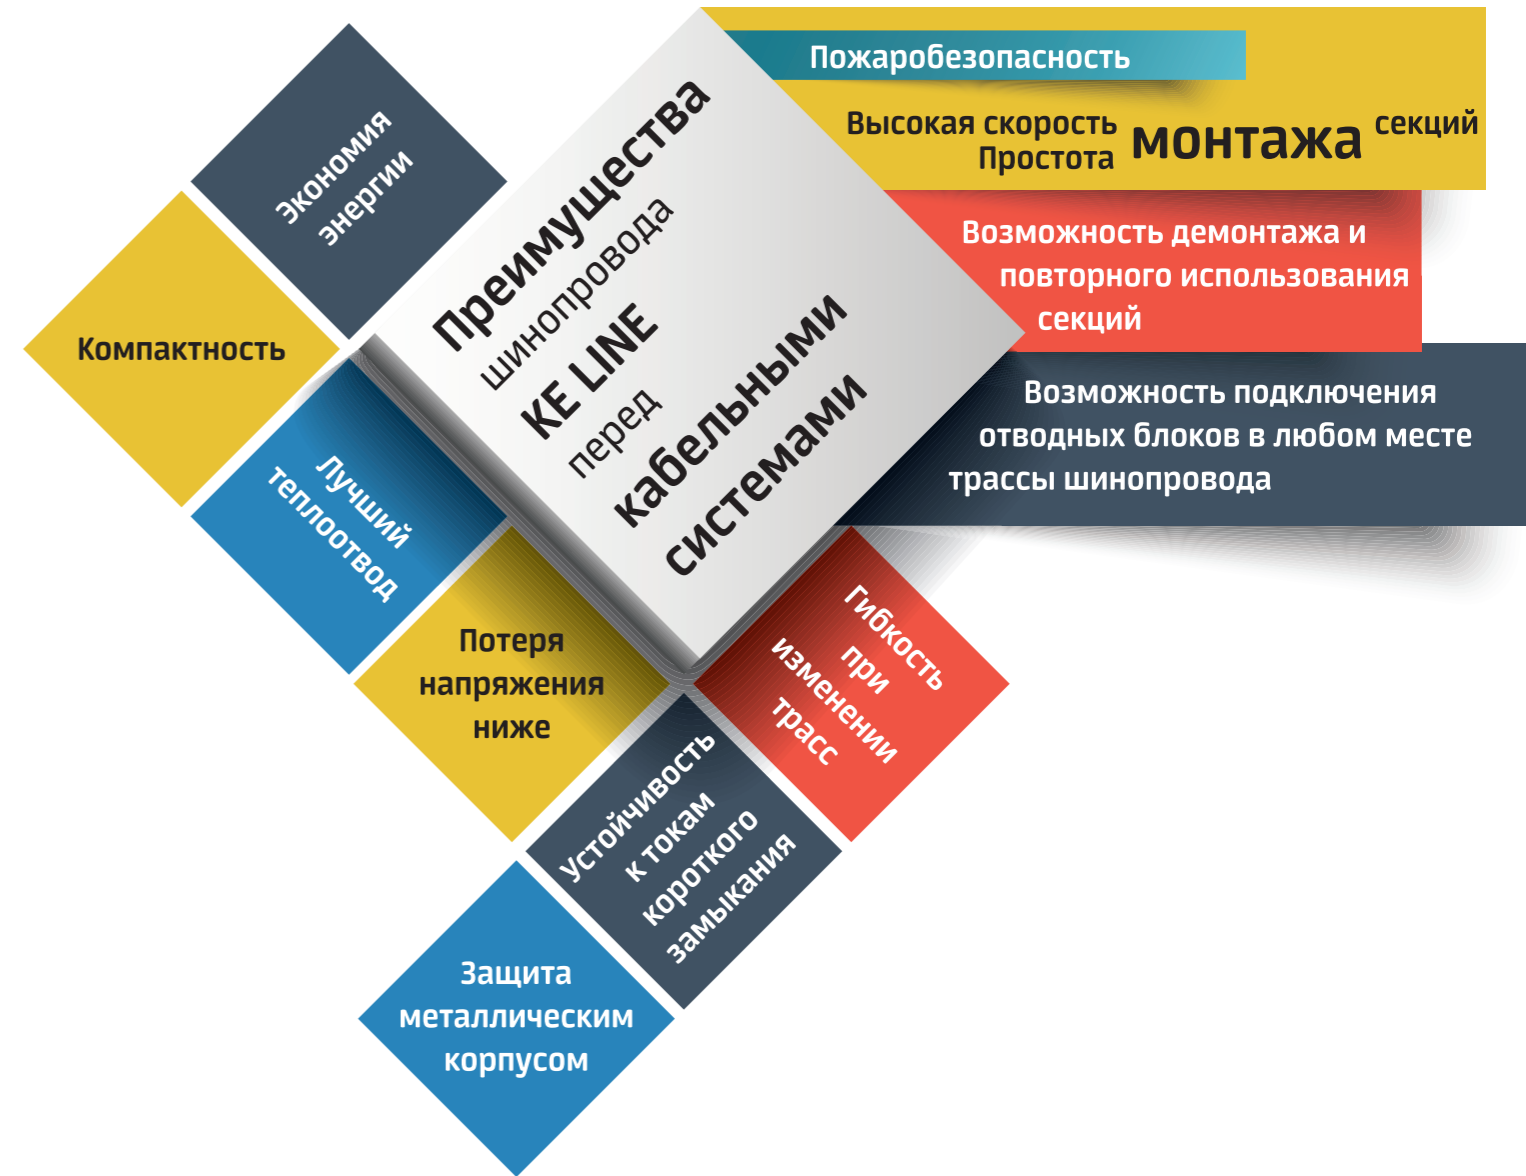 Преимущества
шинопровода
KE LINE
перед
кабельными
системами
Пожаробезопасность
Высокая скорость
Простота
монтажа
секций
Возможность демонтажа и
повторного использования
секций
Возможность подключения
отводных блоков в любом месте
трассы шинопровода
Экономия
энергии
Компактность
Лучший
теплоотвод
Потеря
напряжения
ниже
Гибкость
при
изменении
трасс
Устойчивость
к токам
короткого
замыкания
Защита
металлическим
корпусом